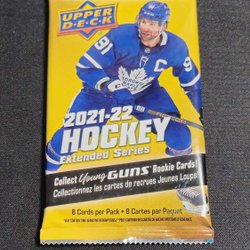 UPPER
D·E·C·K
91
C
2021-22
HOCKEY
Extended Series
Collect Young GUNS Rookie Cards!
Collectionnez les cartes de recrues Jeunes Loups!
8 Cards per Pack • 8 Cartes par Paquet